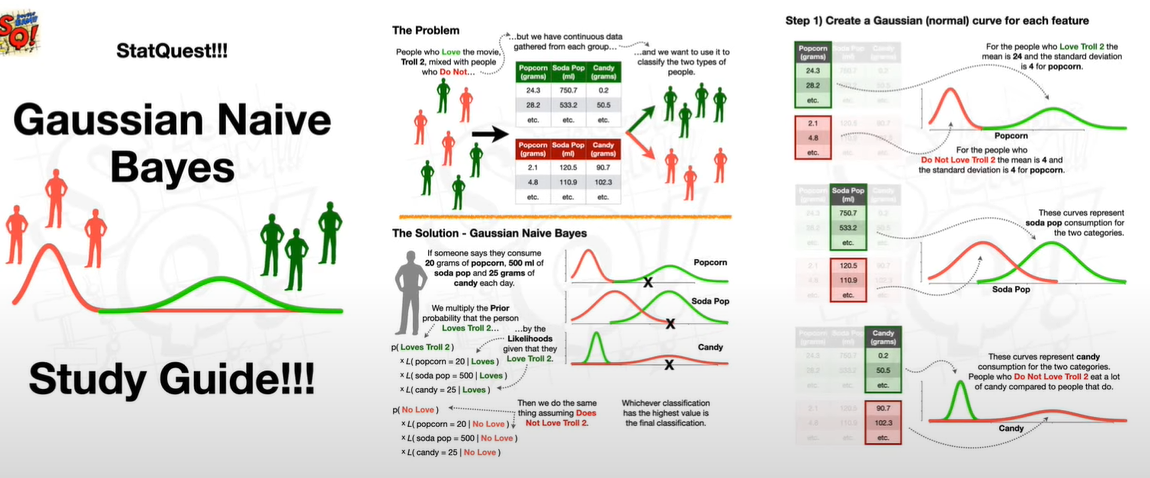 StatQuest!!!
Gaussian Naive
Bayes
Study Guide!!!
The Problem
People who Love the movie,
Troll 2, mixed with people
who Do Not...
...but we have continuous data
gathered from each group...
...and we want to use it to
classify the two types of
people.
Popcorn (grams) Soda Pop (ml) Candy (grams)
24.3 750.7 0.2
28.2 533.2 50.5
etc. etc. etc.
Popcorn (grams) Soda Pop (ml) Candy (grams)
2.1 120.5 90.7
4.8 110.9 102.3
etc. etc. etc.
The Solution - Gaussian Naive Bayes
If someone says they consume
20 grams of popcorn, 500 ml of
soda pop and 25 grams of
candy each day.
We multiply the Prior
probability that the person
Loves Troll 2...
...by the
Likelihoods
given that they
Love Troll 2.
p( Loves Troll 2 )
x L( popcorn = 20 | Loves )
x L( soda pop = 500 | Loves )
x L( candy = 25 | Loves )
p( No Love )
x L( popcorn = 20 | No Love )
x L( soda pop = 500 | No Love )
x L( candy = 25 | No Love )
Then we do the same
thing assuming Does
Not Love Troll 2.
Popcorn
X
Soda Pop
X
Candy
X
Whichever classification
has the highest value is
the final classification.
Step 1) Create a Gaussian (normal) curve for each feature
Popcorn (grams) Soda Pop (ml) Candy (grams)
24.3 750.7 0.2
28.2
etc.
2.1 120.5 90.7
4.8
etc.
For the people who Love Troll 2 the
mean is 24 and the standard deviation
is 4 for popcorn.
Popcorn
For the people who
Do Not Love Troll 2 the mean is 4 and
the standard deviation is 4 for popcorn.
Popcorn (grams) Soda Pop (ml) Candy (grams)
24.3 750.7 0.2
533.2
etc.
120.5
110.9
etc.
These curves represent
soda pop consumption for
the two categories.
Soda Pop
Popcorn (grams) Soda Pop (ml) Candy (grams)
24.3 750.7 0.2
50.5
etc.
90.7
102.3
etc.
These curves represent candy
consumption for the two categories.
People who Do Not Love Troll 2 eat a lot
of candy compared to people that do.
Candy